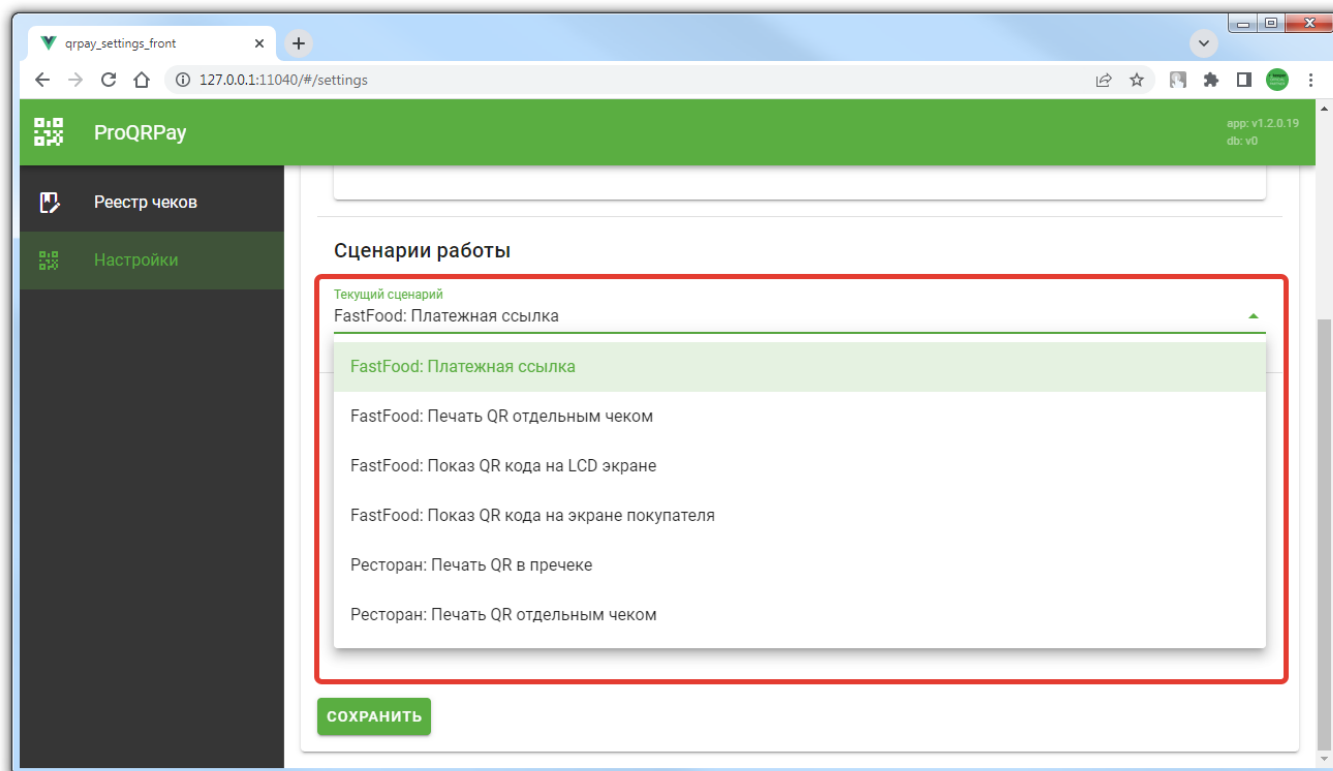 qrpay_settings_front
127.0.0.1:11040/#/settings
ProQRPay
app: v1.2.0.19
db: v0
Реестр чеков
Настройки
Сценарии работы
Текущий сценарий
FastFood: Платежная ссылка
FastFood: Платежная ссылка
FastFood: Печать QR отдельным чеком
FastFood: Показ QR кода на LCD экране
FastFood: Показ QR кода на экране покупателя
Ресторан: Печать QR в пречеке
Ресторан: Печать QR отдельным чеком
СОХРАНИТЬ